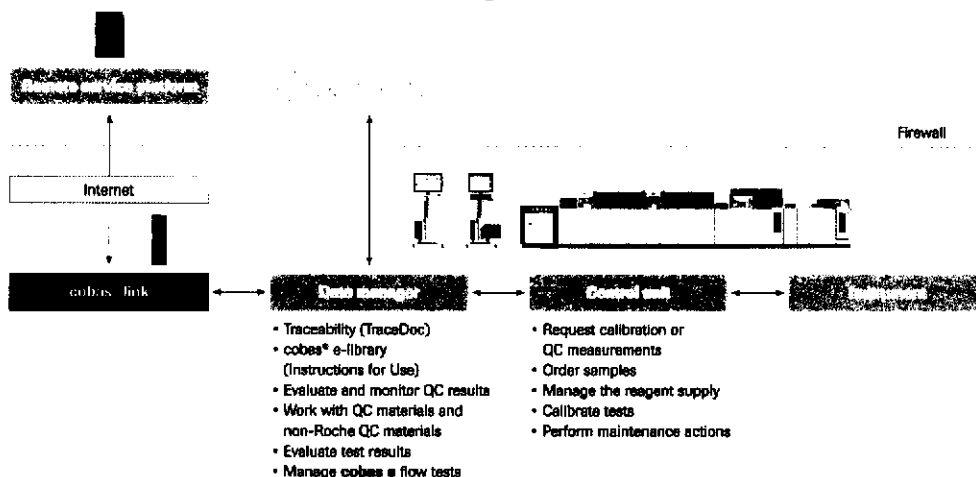 Firewall
Internet
cobas link
• Traceability (TraceDoc)
• cobas® e-library
(Instructions for Use)
• Evaluate and monitor QC results
• Work with QC materials and
non-Roche QC materials
• Evaluate test results
• Manage cobas e flow tests
• Request calibration or
QC measurements
• Order samples
• Manage the reagent supply
• Calibrate tests
• Perform maintenance actions